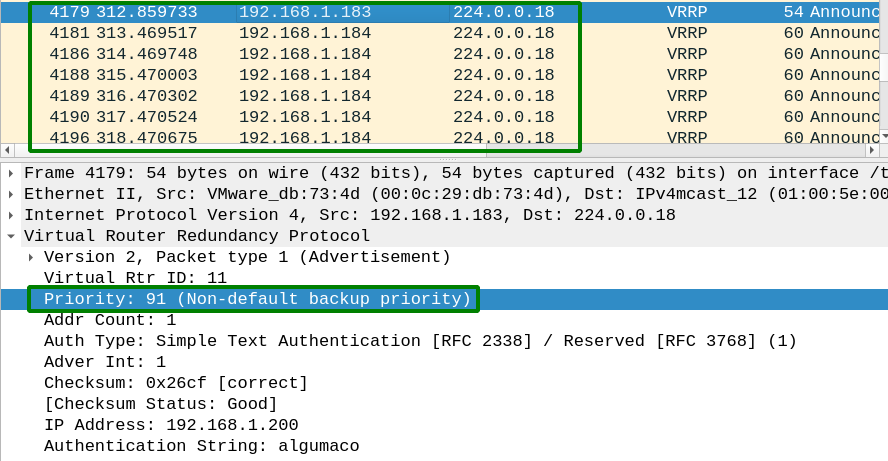 4179 312.859733 192.168.1.183 224.0.0.18 VRRP 54 Announc
4181 313.469517 192.168.1.184 224.0.0.18 VRRP 60 Announc
4186 314.469748 192.168.1.184 224.0.0.18 VRRP 60 Announc
4188 315.470003 192.168.1.184 224.0.0.18 VRRP 60 Announc
4189 316.470302 192.168.1.184 224.0.0.18 VRRP 60 Announc
4190 317.470524 192.168.1.184 224.0.0.18 VRRP 60 Announc
4196 318.470675 192.168.1.184 224.0.0.18 VRRP 60 Announc
Frame 4179: 54 bytes on wire (432 bits), 54 bytes captured (432 bits) on interface /t
Ethernet II, Src: VMware_db:73:4d (00:0c:29:db:73:4d), Dst: IPv4mcast_12 (01:00:5e:00
Internet Protocol Version 4, Src: 192.168.1.183, Dst: 224.0.0.18
Virtual Router Redundancy Protocol
Version 2, Packet type 1 (Advertisement)
Virtual Rtr ID: 11
Priority: 91 (Non-default backup priority)
Addr Count: 1
Auth Type: Simple Text Authentication [RFC 2338] / Reserved [RFC 3768] (1)
Adver Int: 1
Checksum: 0x26cf [correct]
[Checksum Status: Good]
IP Address: 192.168.1.200
Authentication String: algumaco